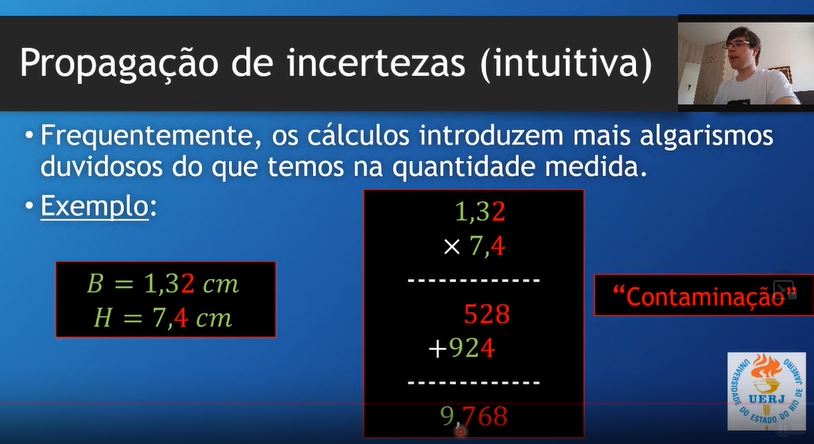 Propagação de incertezas (intuitiva)
• Frequentemente, os cálculos introduzem mais algarismos
duvidosos do que temos na quantidade medida.
• Exemplo:
B = 1,32 cm
H = 7,4 cm
1,32
× 7,4
-------------
528
+924
-------------
9,768
“Contaminação”
UERJ
UNIVERSIDADE DO ESTADO DO RIO DE JANEIRO